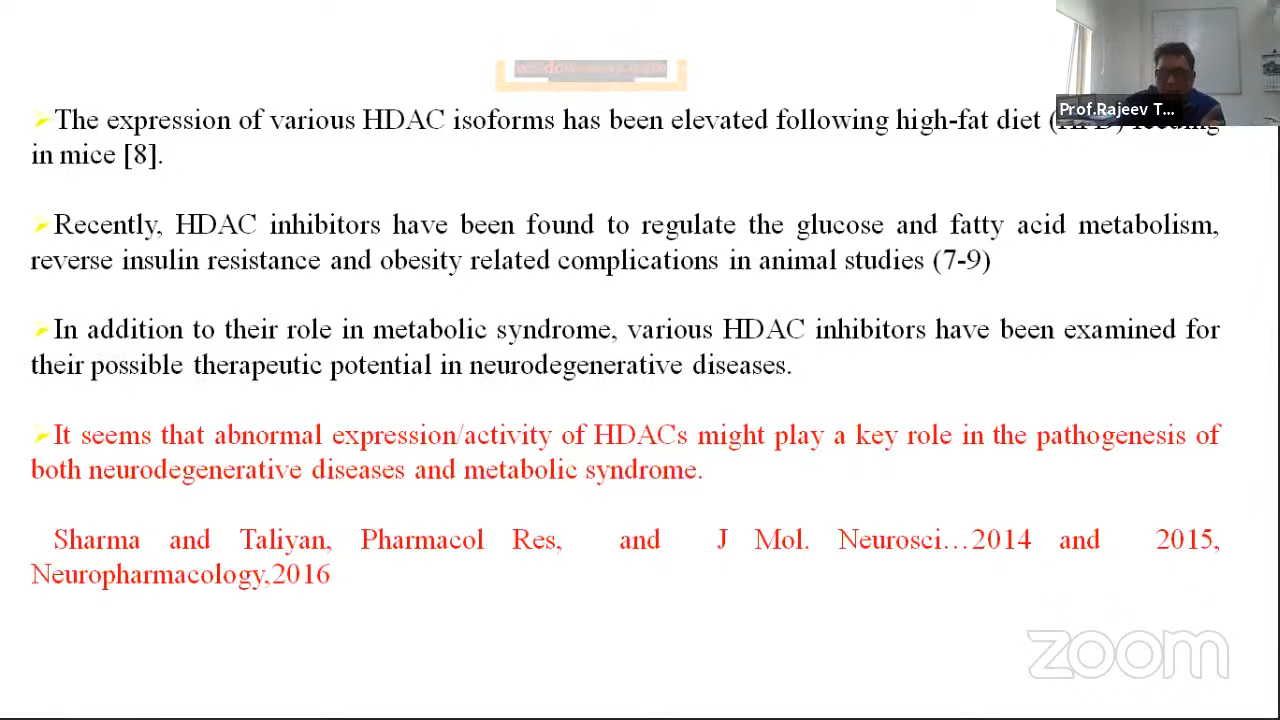 Prof.Rajeev T...
The expression of various HDAC isoforms has been elevated following high-fat diet
in mice [8].
Recently, HDAC inhibitors have been found to regulate the glucose and fatty acid metabolism,
reverse insulin resistance and obesity related complications in animal studies (7-9)
In addition to their role in metabolic syndrome, various HDAC inhibitors have been examined for
their possible therapeutic potential in neurodegenerative diseases.
It seems that abnormal expression/activity of HDACs might play a key role in the pathogenesis of
both neurodegenerative diseases and metabolic syndrome.
Sharma and Taliyan, Pharmacol Res, and J Mol. Neurosci…2014 and 2015,
Neuropharmacology,2016
zoom